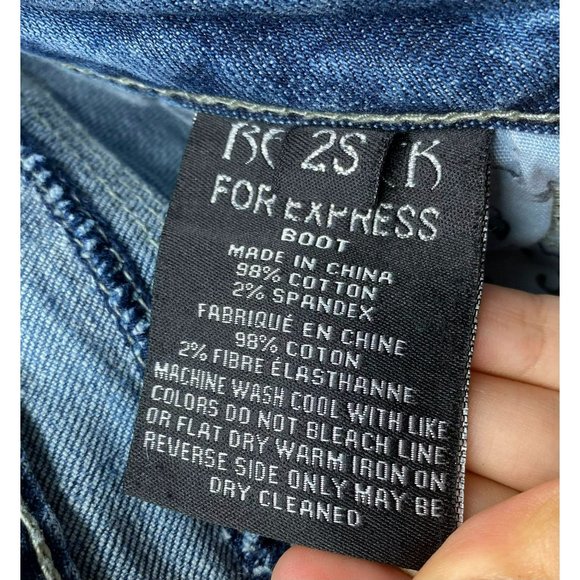 2S
FOR EXPRESS
BOOT
MADE IN CHINA
98% COTTON
2% SPANDEX
FABRIQUÉ EN CHINE
98% COTON
2% FIBRE ÉLASTHANNE
MACHINE WASH COOL WITH LIKE
COLORS DO NOT BLEACH LINE
OR FLAT DRY WARM IRON ON
REVERSE SIDE ONLY MAY BE
DRY CLEANED